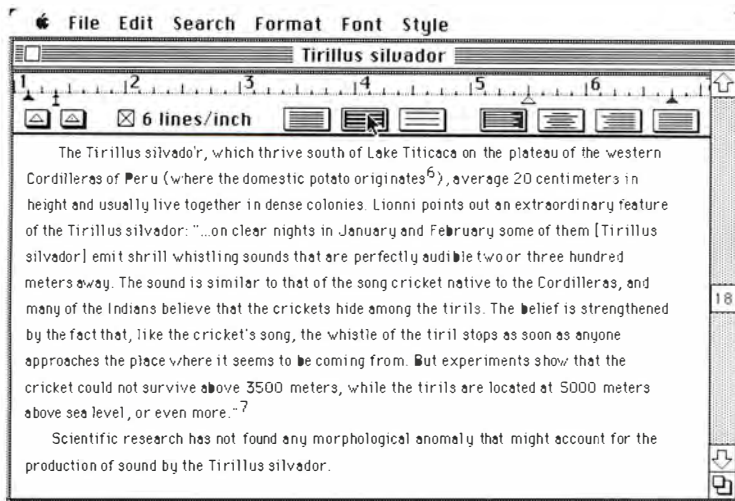 File Edit Search Format Font Style
Tirillus silvador
1 2 3 4 5 6
6 lines/inch
The Tirillus silvado'r, which thrive south of Lake Titicaca on the plateau of the western
Cordilleras of Peru (where the domestic potato originates6), average 20 centimeters in
height and usually live together in dense colonies. Lionni points out an extraordinary feature
of the Tirillus silvador: "...on clear nights in January and February some of them [Tirillus
silvador] emit shrill whistling sounds that are perfectly audible two or three hundred
meters away. The sound is similar to that of the song cricket native to the Cordilleras, and
many of the Indians believe that the crickets hide among the tirils. The belief is strengthened
by the fact that, like the cricket's song, the whistle of the tiril stops as soon as anyone
approaches the place where it seems to be coming from. But experiments show that the
cricket could not survive above 3500 meters, while the tirils are located at 5000 meters
above sea level, or even more."7
Scientific research has not found any morphological anomaly that might account for the
production of sound by the Tirillus silvador.
18